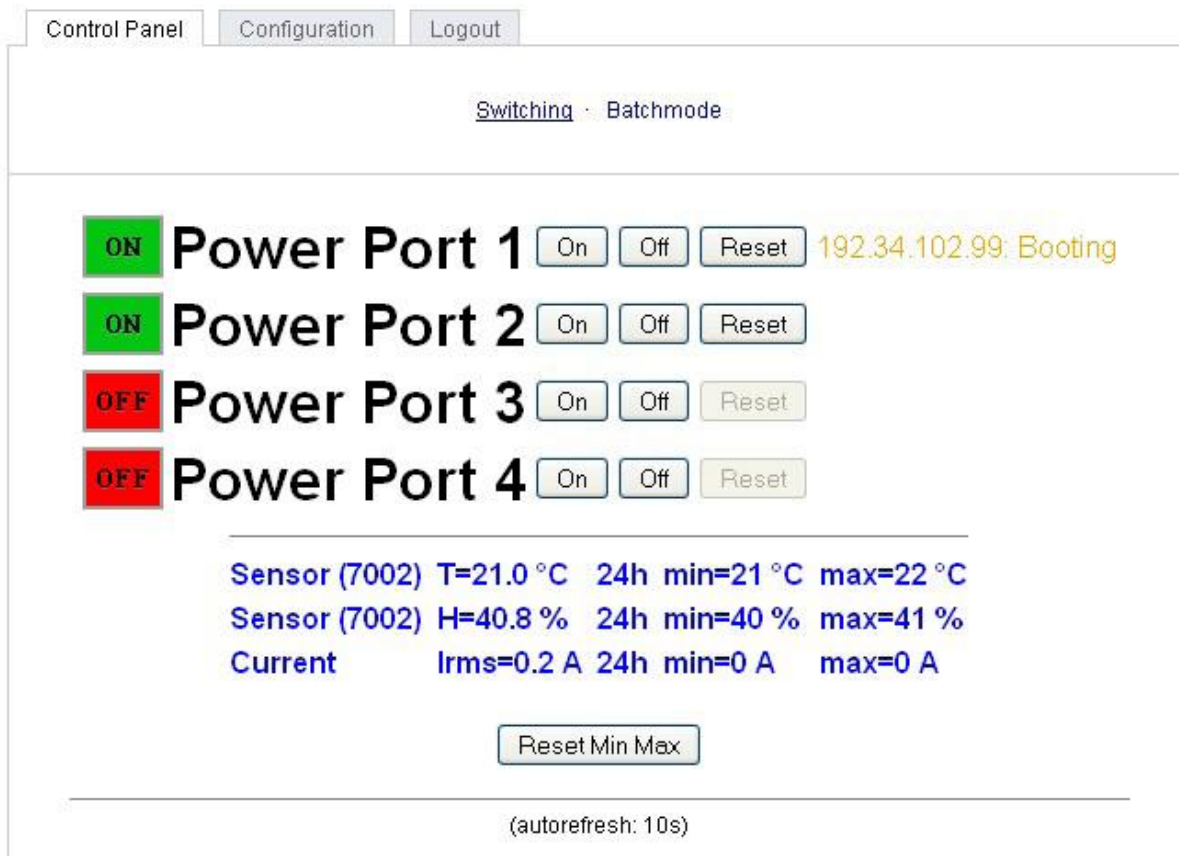 Control Panel Configuration Logout
Switching · Batchmode
ON Power Port 1 On Off Reset 192.34.102.99: Booting
ON Power Port 2 On Off Reset
OFF Power Port 3 On Off Reset
OFF Power Port 4 On Off Reset
Sensor (7002) T=21.0 °C 24h min=21 °C max=22 °C
Sensor (7002) H=40.8 % 24h min=40 % max=41 %
Current Irms=0.2 A 24h min=0 A max=0 A
Reset Min Max
(autorefresh: 10s)